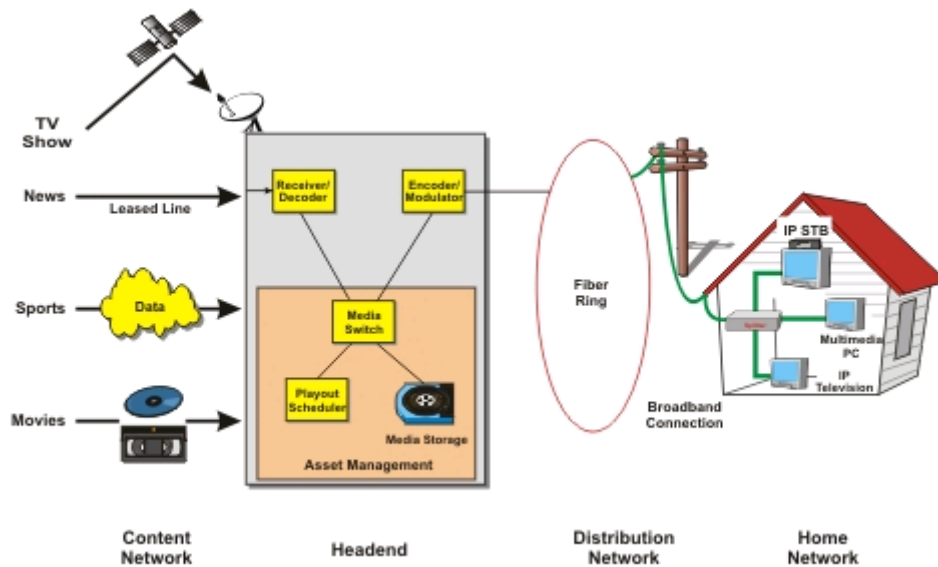 TV
Show
News
Leased Line
Sports
Data
Movies
Receiver/
Decoder
Encoder/
Modulator
Media
Switch
Playout
Scheduler
Media Storage
Asset Management
Fiber
Ring
IP STB
Splitter
Multimedia
PC
IP
Television
Broadband
Connection
Content
Network
Headend
Distribution
Network
Home
Network